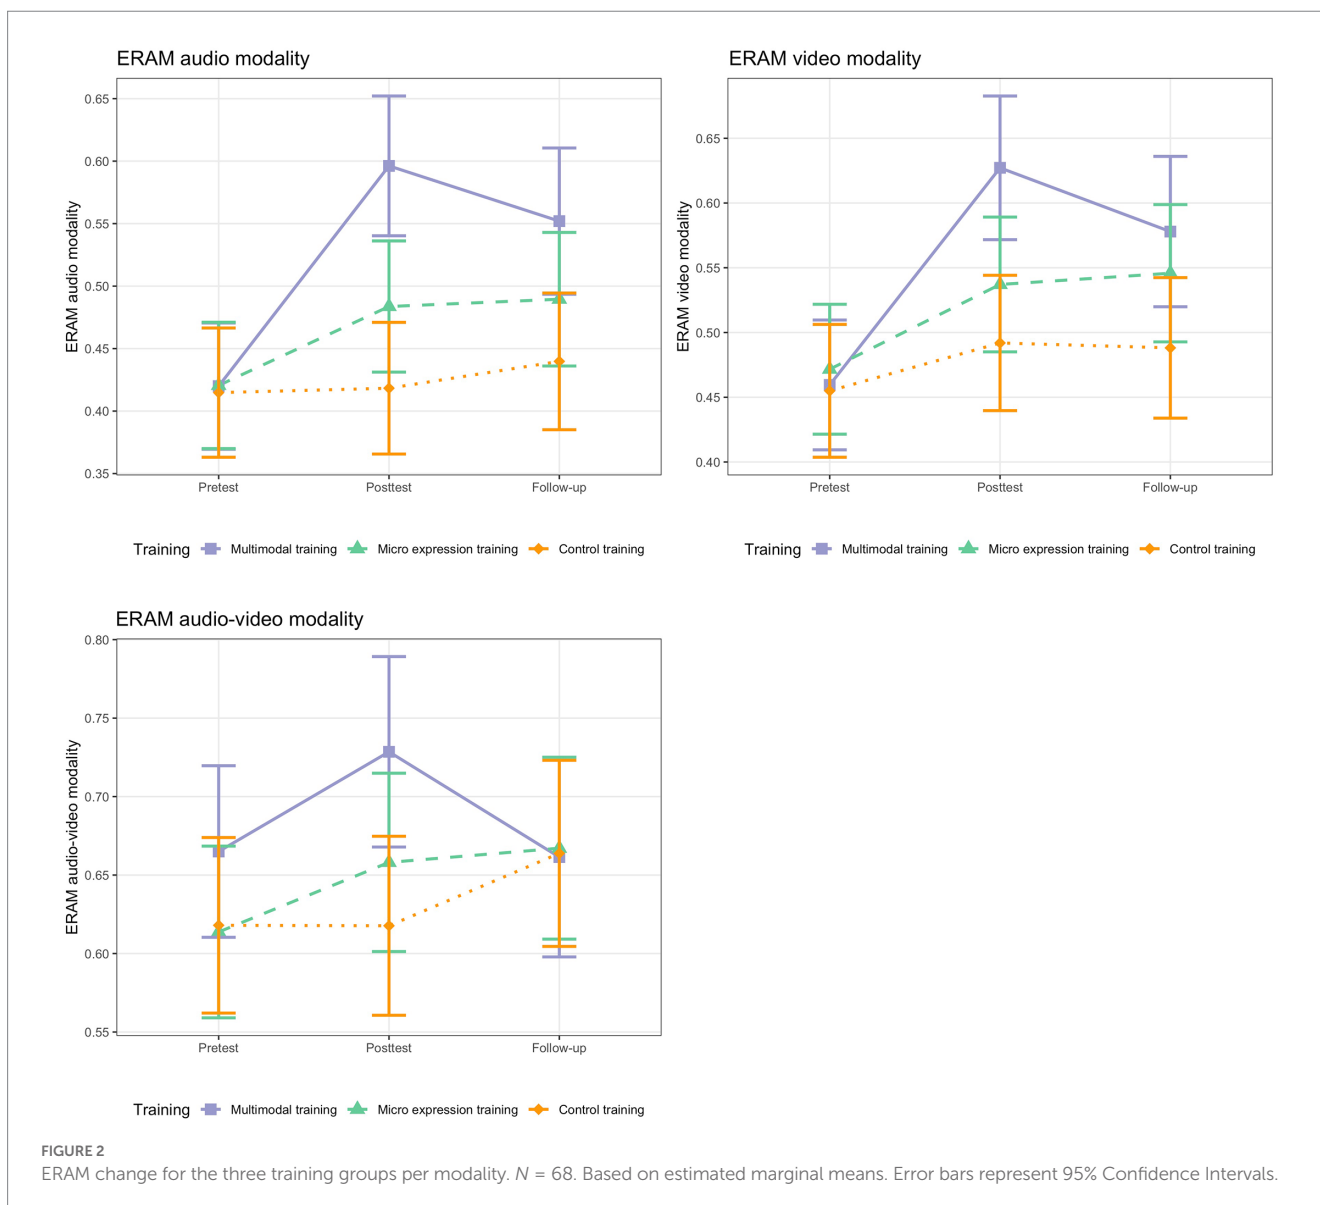 ERAM audio modality
ERAM audio modality
0.65
0.60
0.55
0.50
0.45
0.40
0.35
Pretest Posttest Follow-up
Training Multimodal training Micro expression training Control training
ERAM video modality
ERAM video modality
0.65
0.60
0.55
0.50
0.45
0.40
Pretest Posttest Follow-up
Training Multimodal training Micro expression training Control training
ERAM audio-video modality
ERAM audio-video modality
0.80
0.75
0.70
0.65
0.60
0.55
Pretest Posttest Follow-up
Training Multimodal training Micro expression training Control training
FIGURE 2
ERAM change for the three training groups per modality. N = 68. Based on estimated marginal means. Error bars represent 95% Confidence Intervals.